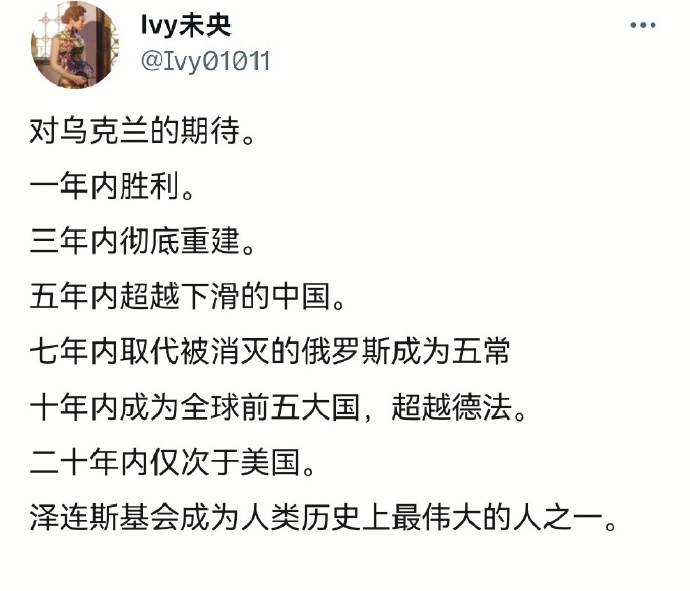 Ivy未央
@Ivy01011
对乌克兰的期待。
一年内胜利。
三年内彻底重建。
五年内超越下滑的中国。
七年内取代被消灭的俄罗斯成为五常
十年内成为全球前五大国，超越德法。
二十年内仅次于美国。
泽连斯基会成为人类历史上最伟大的人之一。